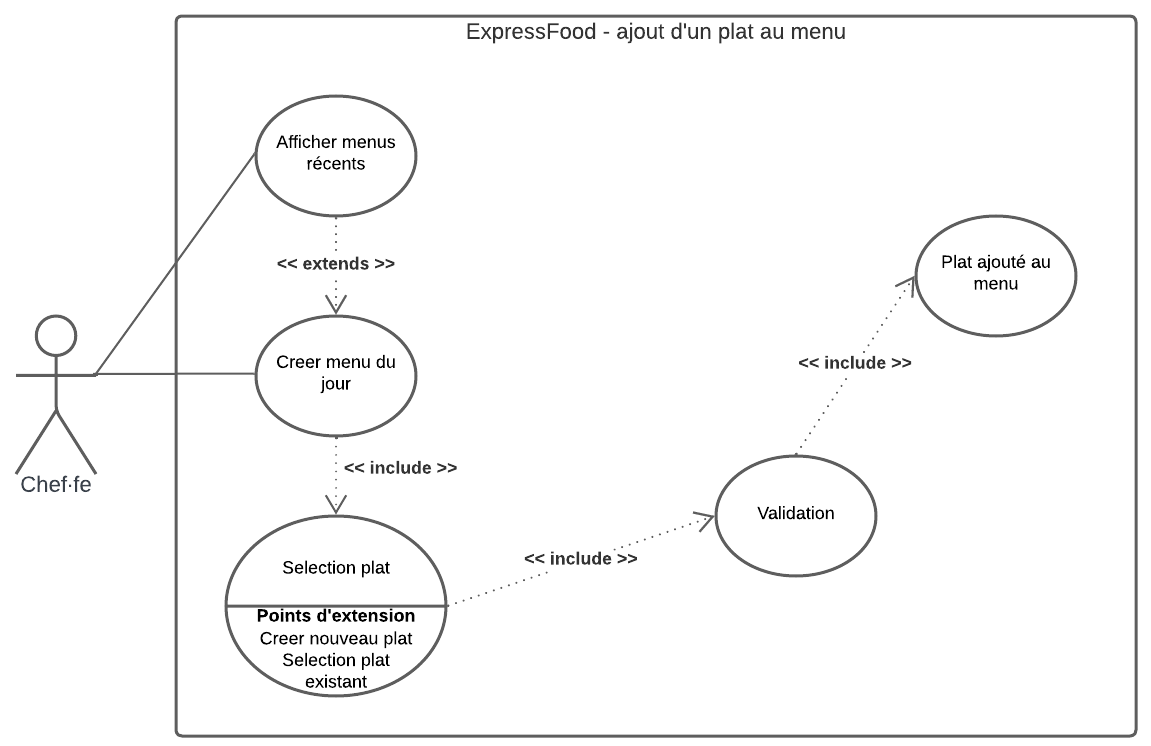 ExpressFood - ajout d'un plat au menu
Afficher menus
récents
<< extends >>
Creer menu du
jour
<< include >>
Chef·fe
Selection plat
Points d'extension
Creer nouveau plat
Selection plat
existant
<< include >>
Validation
<< include >>
Plat ajouté au
menu